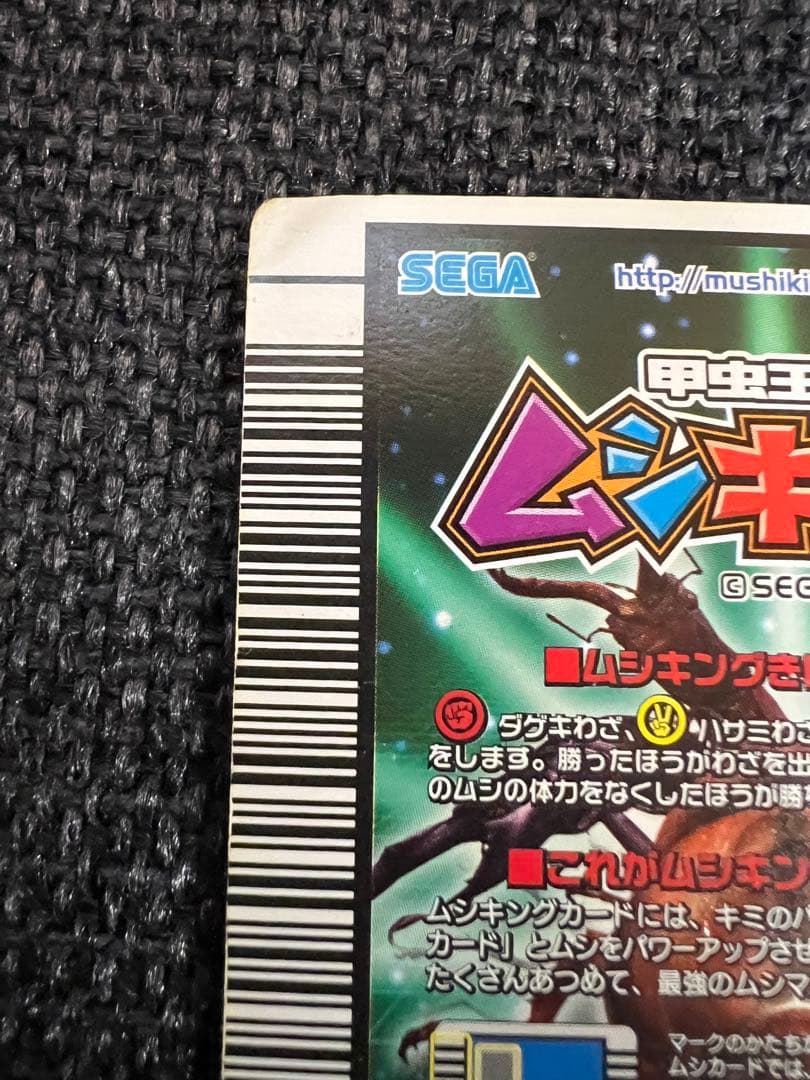 SEGA
http://mushiki
甲虫王
ムシキ
©SEG
■ムシキングき
ダゲキわざ、 ハサミわざ
をします。勝ったほうがわざを出
のムシの体力をなくしたほうが勝
■これがムシキン
ムシキングカードには、キミのハ
カード」とムシをパワーアップさせ
たくさんあつめて、最強のムシマ
マークのかたちが
ムシカードでは、